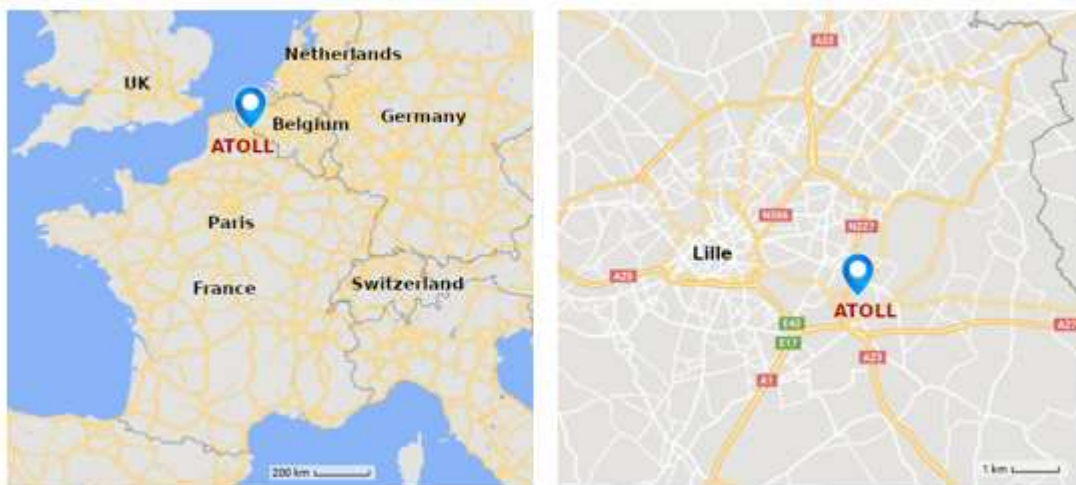 Netherlands
UK
Belgium
Germany
ATOLL
Paris
France
Switzerland
200 km
A22
N356
N227
Lille
A25
ATOLL
E42
E17
A27
A23
A1
1 km